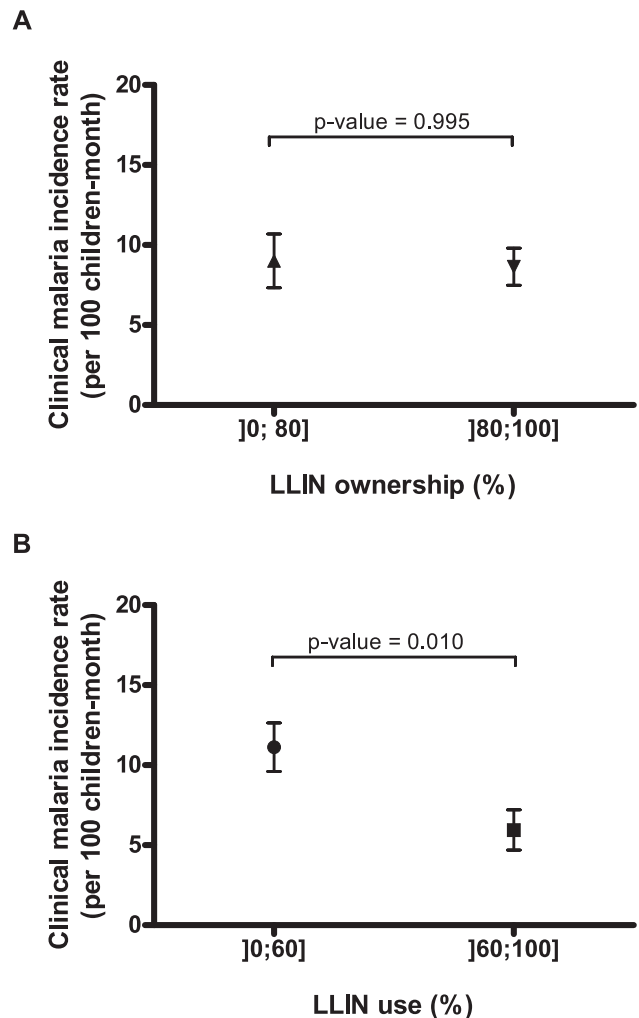 A
Clinical malaria incidence rate
(per 100 children-month)
20
15
10
5
0
p-value = 0.995
]0; 80]
]80;100]
LLIN ownership (%)
B
Clinical malaria incidence rate
(per 100 children-month)
20
15
10
5
0
p-value = 0.010
]0;60]
]60;100]
LLIN use (%)